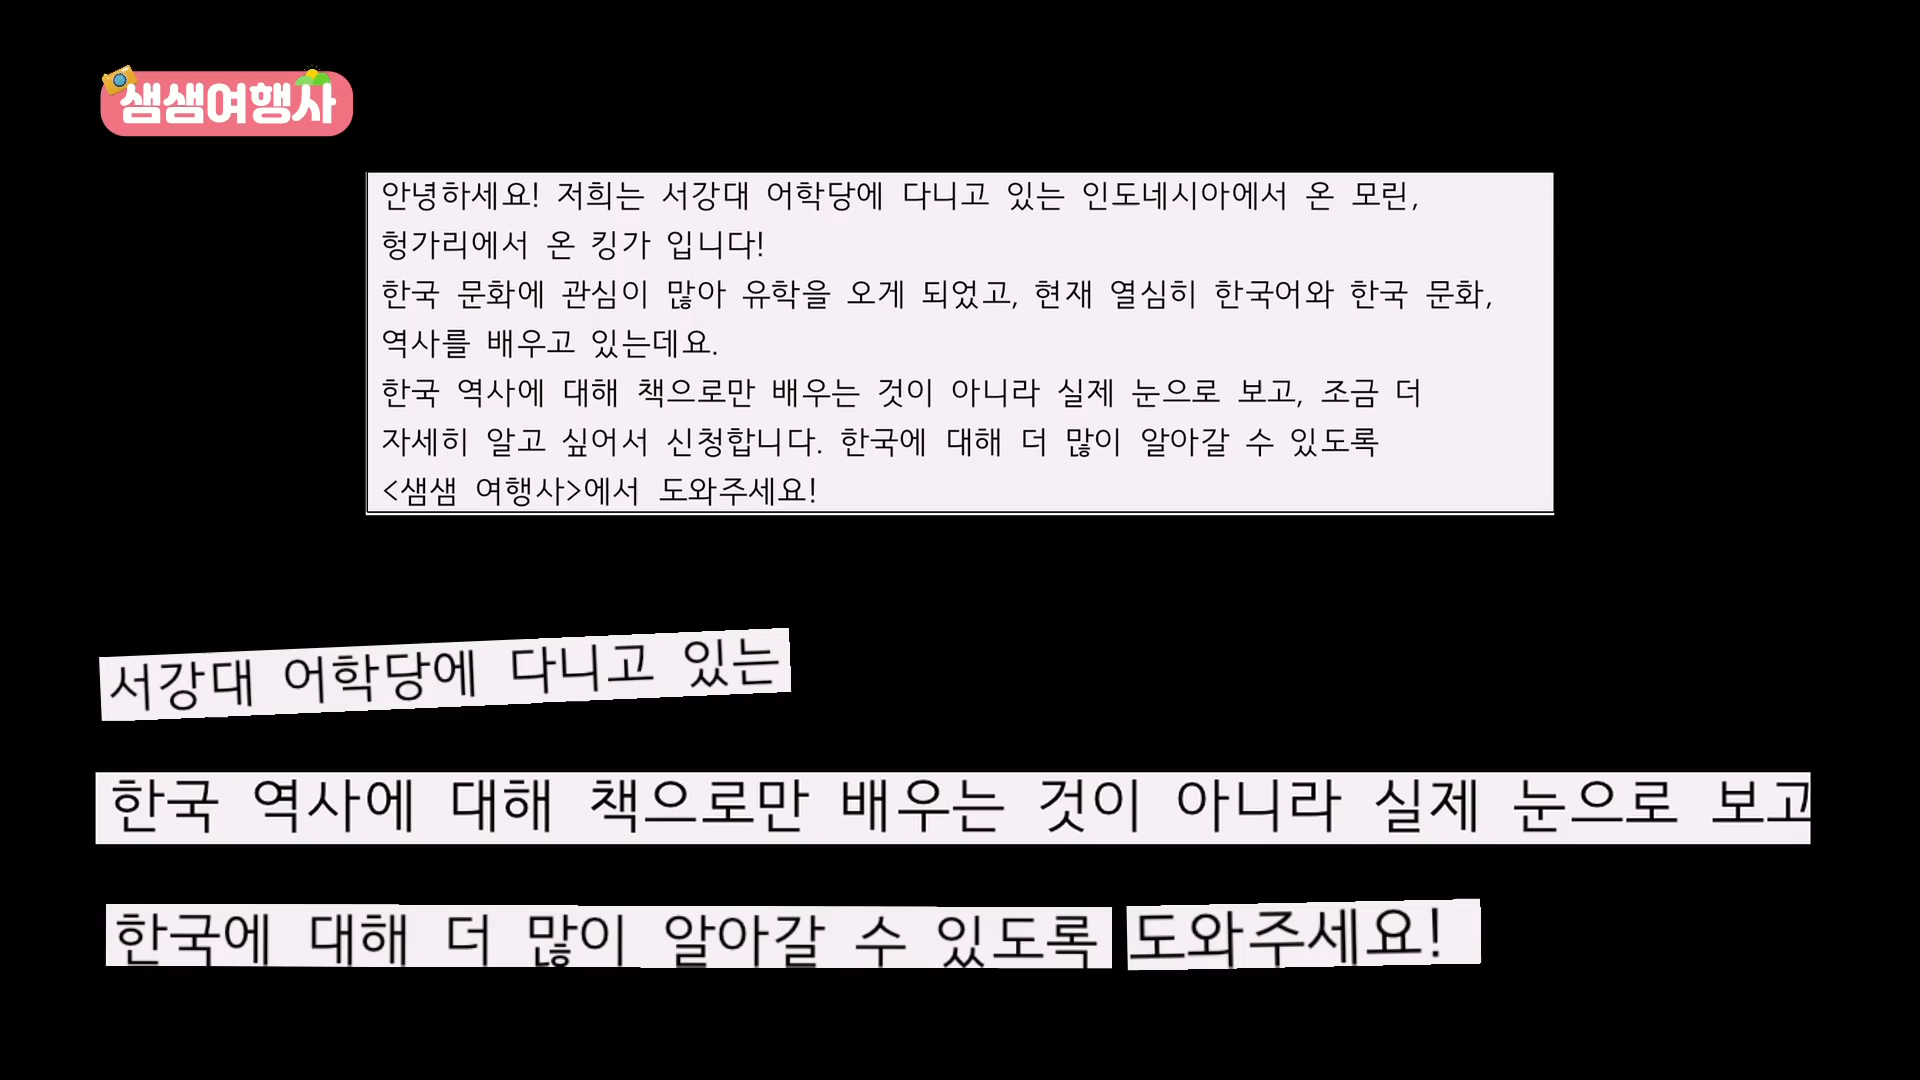 샘샘여행사
안녕하세요! 저희는 서강대 어학당에 다니고 있는 인도네시아에서 온 모린,
헝가리에서 온 킹가 입니다!
한국 문화에 관심이 많아 유학을 오게 되었고, 현재 열심히 한국어와 한국 문화,
역사를 배우고 있는데요.
한국 역사에 대해 책으로만 배우는 것이 아니라 실제 눈으로 보고, 조금 더
자세히 알고 싶어서 신청합니다. 한국에 대해 더 많이 알아갈 수 있도록
<샘샘 여행사>에서 도와주세요!
서강대 어학당에 다니고 있는
한국 역사에 대해 책으로만 배우는 것이 아니라 실제 눈으로 보고
한국에 대해 더 많이 알아갈 수 있도록 도와주세요!